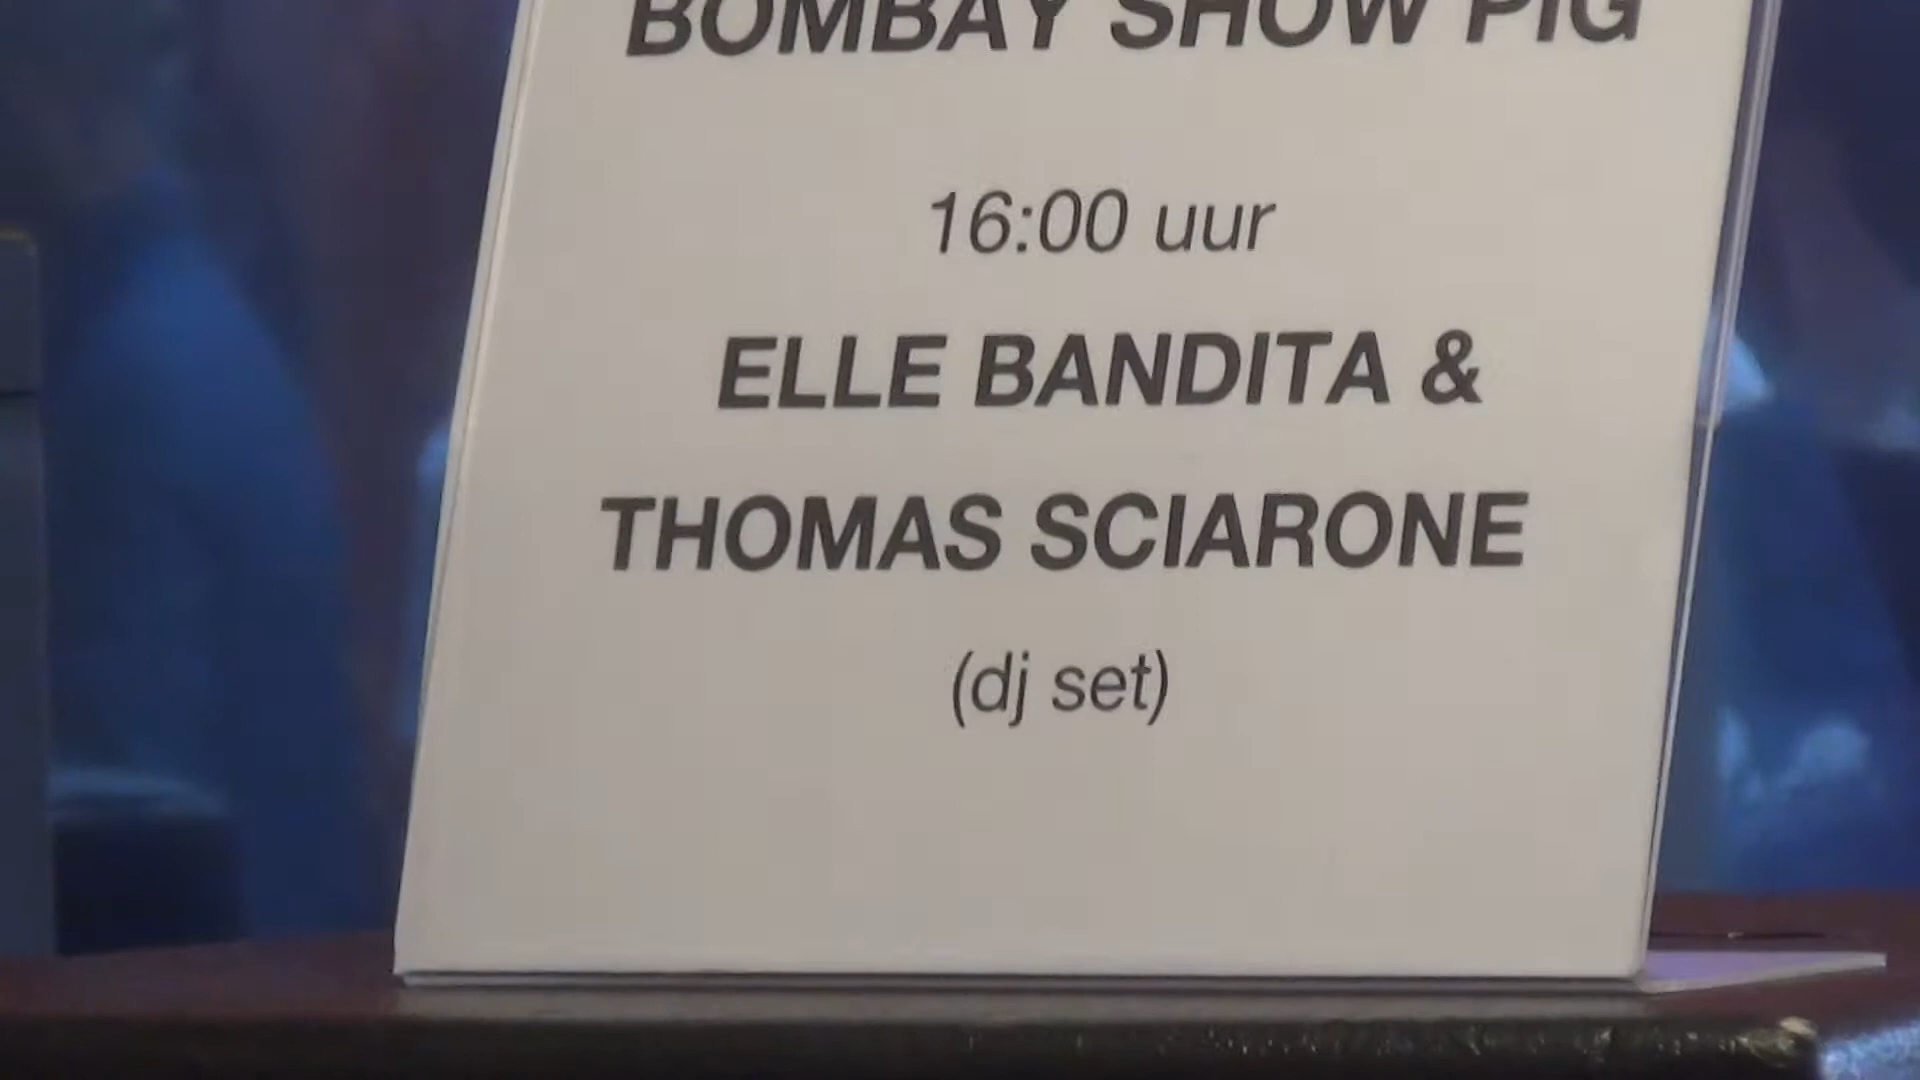 BOMBAY SHOW PIG
16:00 uur
ELLE BANDITA &
THOMAS SCIARONE
(dj set)